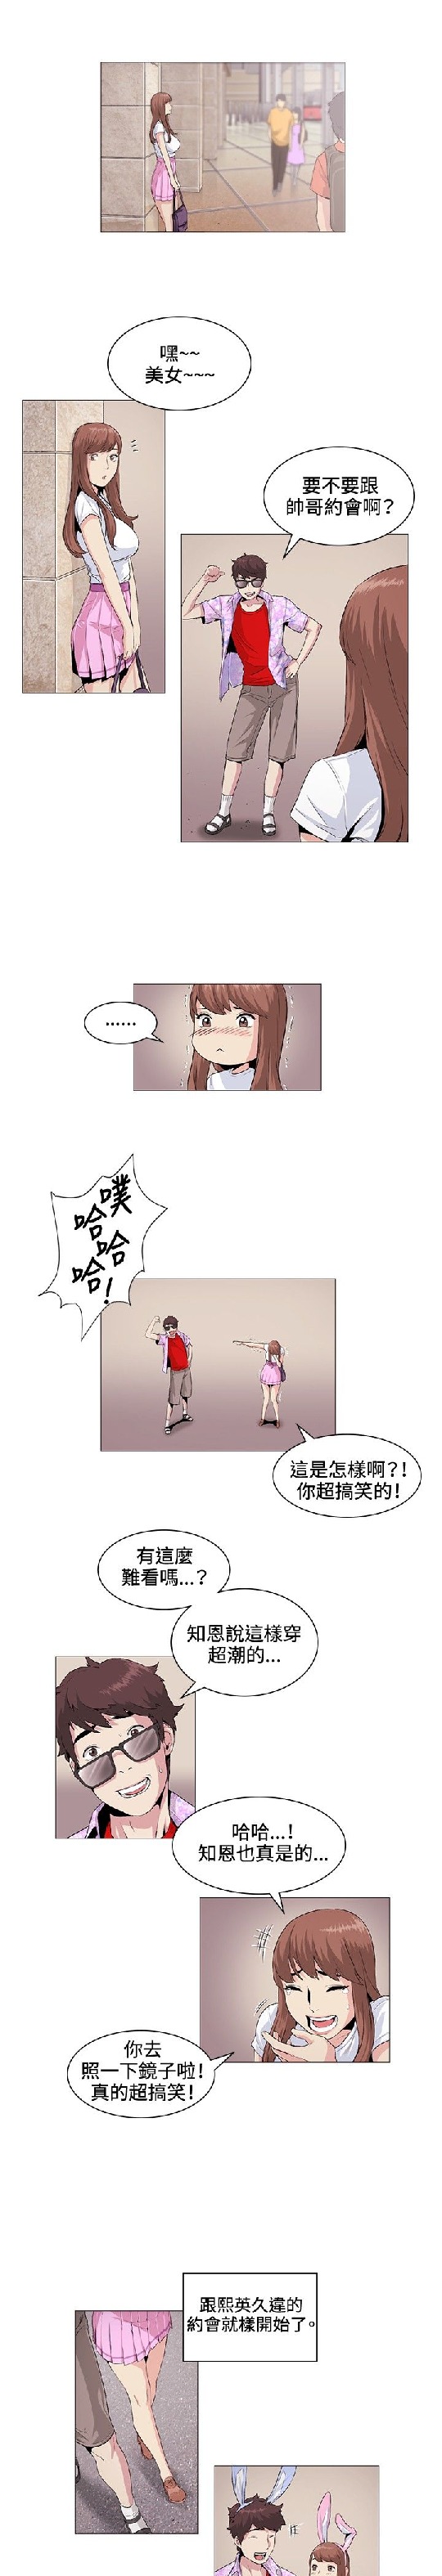 嘿~~
美女~~~
要不要跟
帥哥約會啊?
......
噗
哈哈
哈!
這是怎樣啊?!
你超搞笑的!
有這麼
難看嗎...?
知恩說這樣穿
超潮的...
哈哈...!
知恩也真是的...
你去
照一下鏡子啦!
真的超搞笑!
跟熙英久違的
約會就樣開始了。